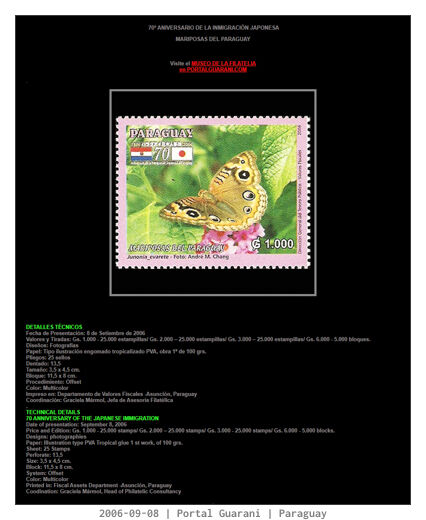 70º ANIVERSARIO DE LA INMIGRACIÓN JAPONESA
MARIPOSAS DEL PARAGUAY
Visite el MUSEO DE LA FILATELIA
en PORTALGUARANI.COM
PARAGUAY
70
2006
MARIPOSAS DEL PARAGUAY
₲ 1.000
Junonia_evarete - Foto: Andre M. Chang
DETALLES TÉCNICOS
Fecha de Presentación: 8 de Setiembre de 2006
Valores y Tiradas: Gs. 1.000 - 25.000 estampillas/ Gs. 2.000 – 25.000 estampillas/ Gs. 3.000 – 25.000 estampillas/ Gs. 6.000 - 5.000 bloques.
Diseños: Fotografías
Papel: Tipo ilustración engomado tropicalizado PVA, obra 1ª de 100 grs.
Pliegos: 25 sellos
Dentado: 13,5
Tamaño: 3,5 x 4,5 cm.
Bloque: 11,5 x 8 cm.
Procedimiento: Offset
Color: Multicolor
Impreso en: Departamento de Valores Fiscales -Asunción, Paraguay
Coordinación: Graciela Mármol, Jefa de Asesoría Filatélica
TECHNICAL DETAILS
70 ANNIVERSARY OF THE JAPANESE IMMIGRATION
Date of presentation: September 8, 2006
Price and Edition: Gs. 1.000 - 25.000 stamps/ Gs. 2.000 – 25.000 stamps/ Gs. 3.000 - 25.000 stamps/ Gs. 6.000 - 5.000 blocks.
Designs: photographies
Paper: Illustration type PVA Tropical glue 1 st work, of 100 grs.
Sheet: 25 Stamps
Perforate: 13,5
Size: 3,5 x 4,5 cm.
Block: 11,5 x 8 cm.
System: Offset
Color: Multicolor
Printed in: Fiscal Assets Department -Asunción, Paraguay
Coodination: Graciela Mármol, Head of Philatelic Consultancy
2006-09-08 | Portal Guarani | Paraguay